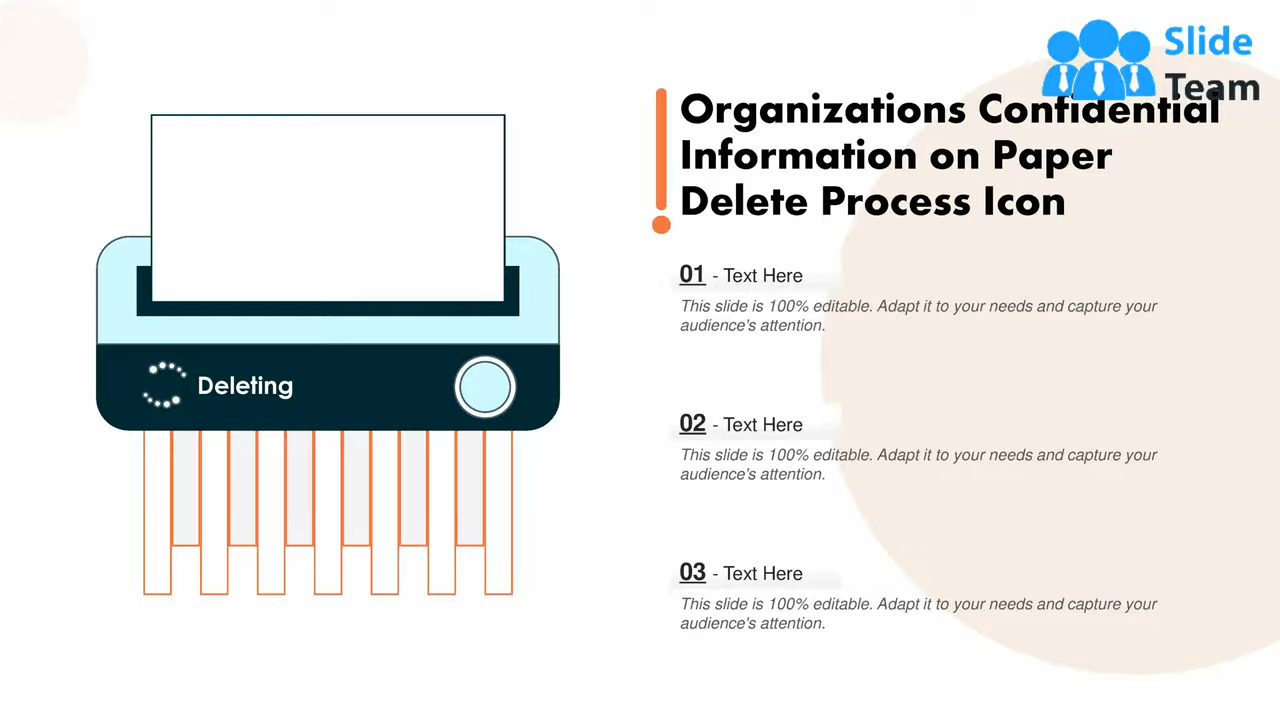 Slide
Team
Organizations Confidential
Information on Paper
Delete Process Icon
01 - Text Here
This slide is 100% editable. Adapt it to your needs and capture your
audience's attention.
Deleting
02 - Text Here
This slide is 100% editable. Adapt it to your needs and capture your
audience's attention.
03 - Text Here
This slide is 100% editable. Adapt it to your needs and capture your
audience's attention.